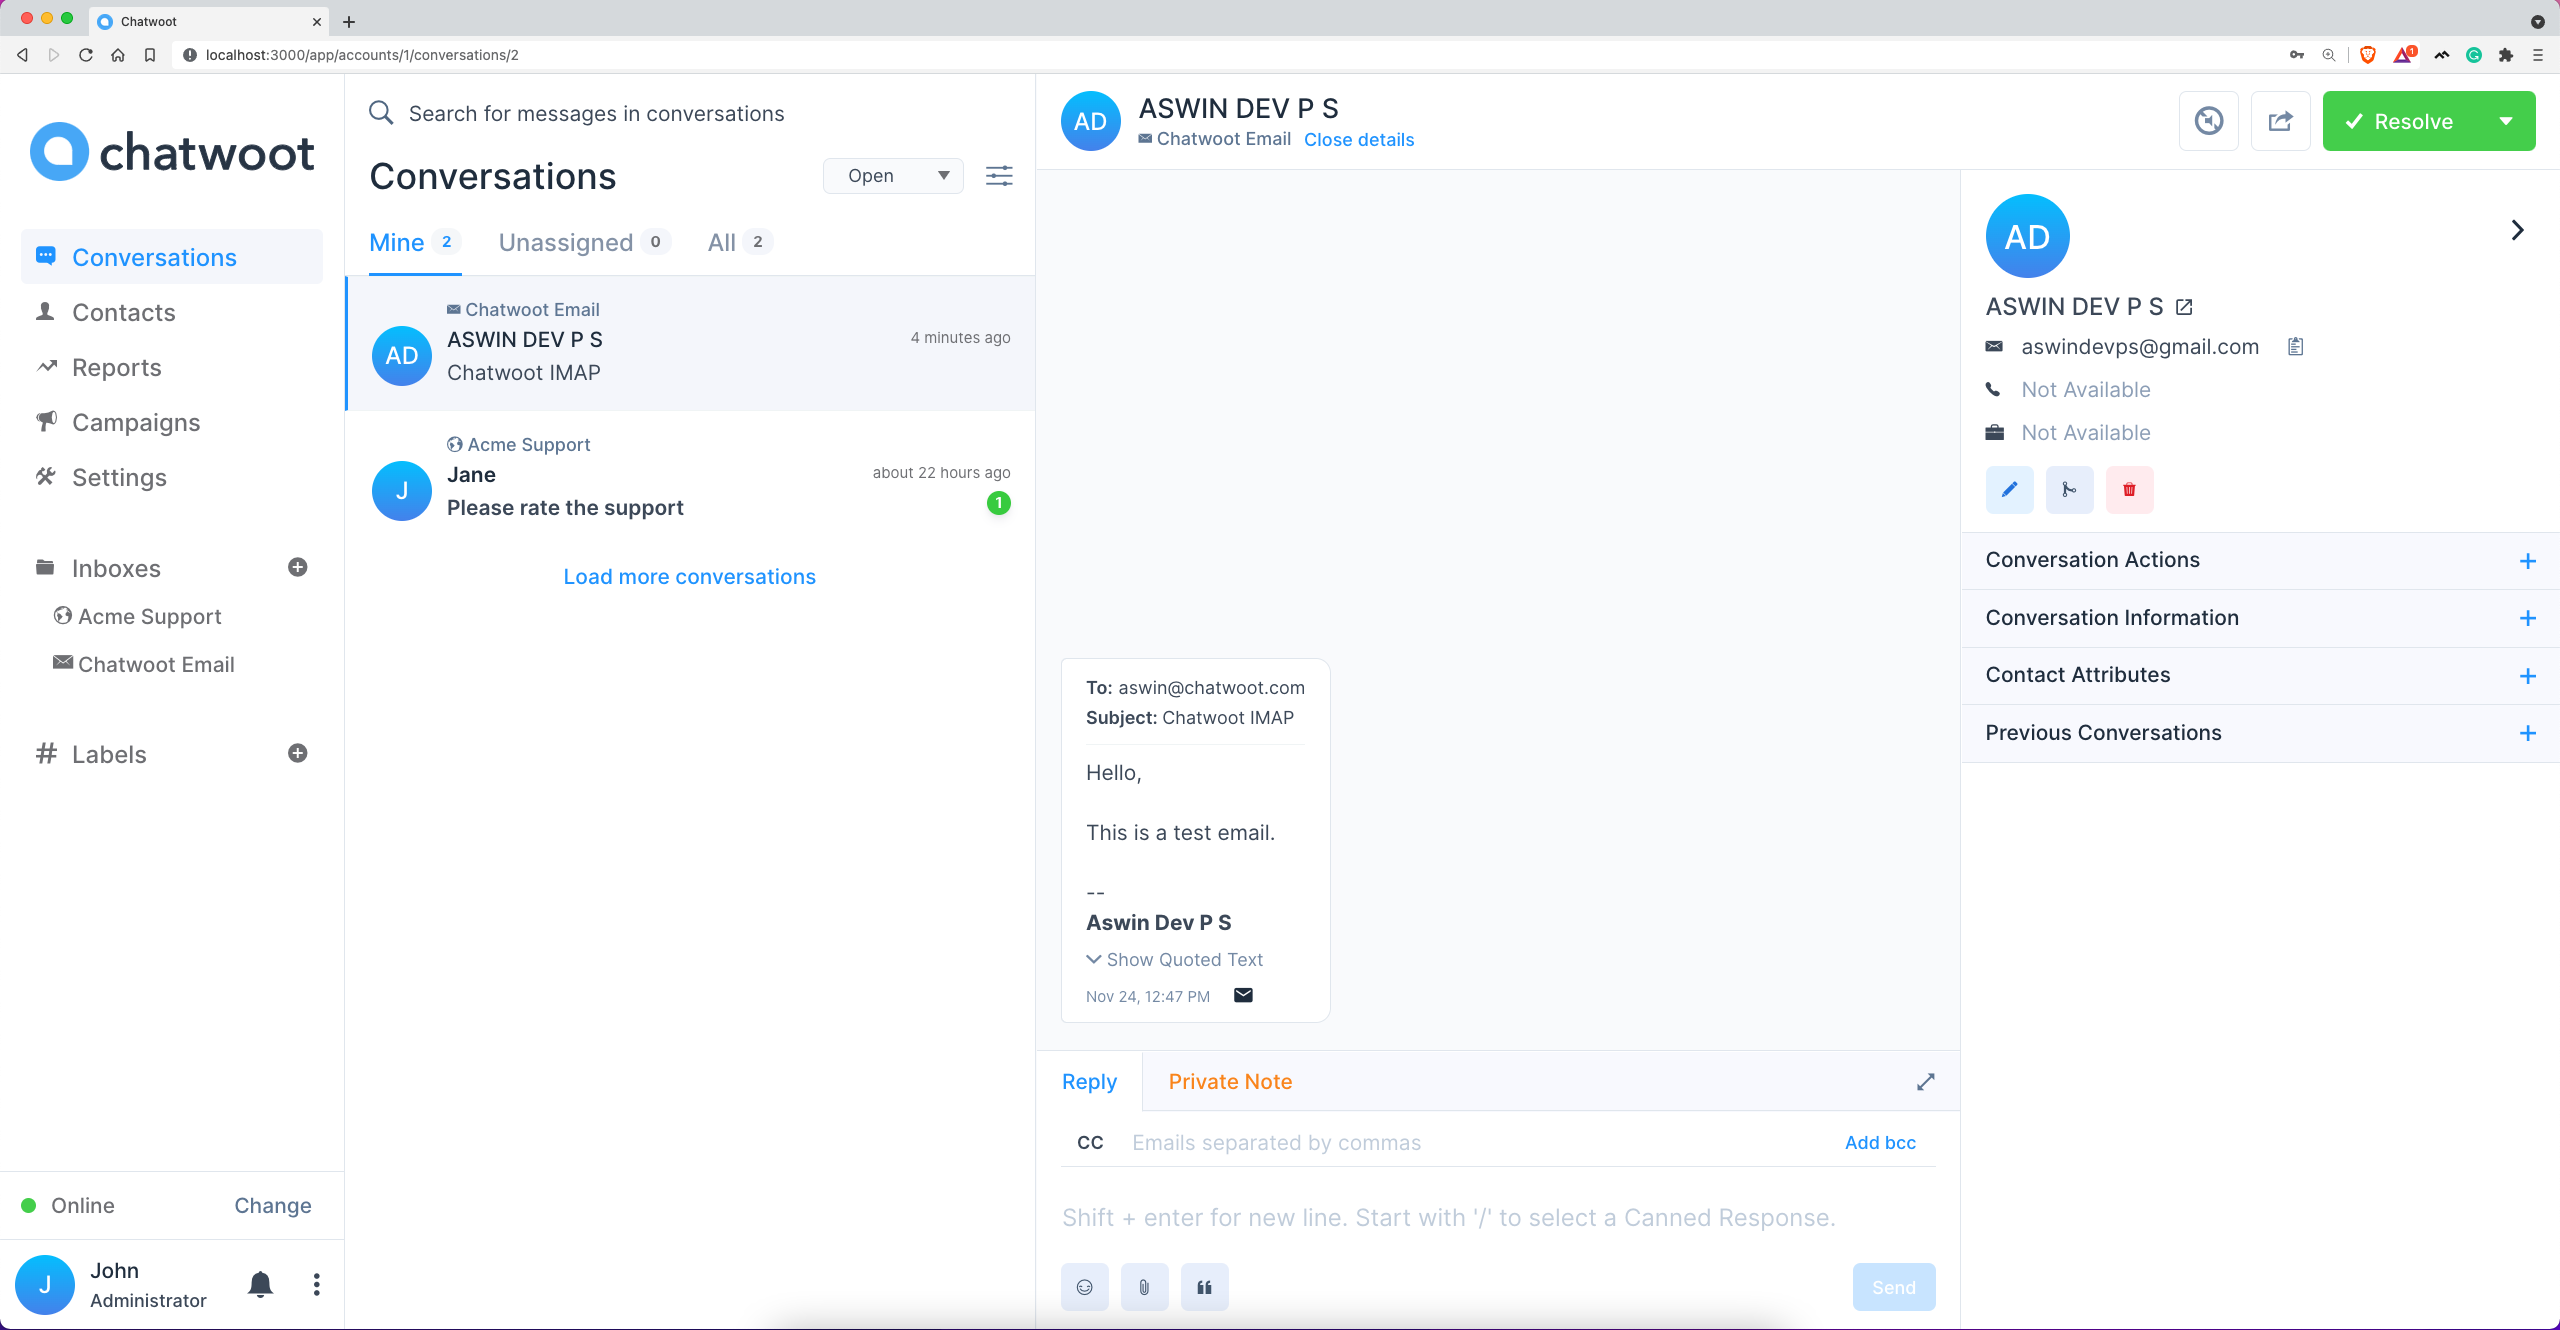 Chatwoot
localhost:3000/app/accounts/1/conversations/2
1
chatwoot
Conversations
Contacts
Reports
Campaigns
Settings
Inboxes
Acme Support
Chatwoot Email
Labels
Online
Change
J
John
Administrator
Search for messages in conversations
Conversations
Open
Mine 2
Unassigned 0
All 2
Chatwoot Email
AD
ASWIN DEV P S
4 minutes ago
Chatwoot IMAP
Acme Support
J
Jane
about 22 hours ago
Please rate the support
1
Load more conversations
AD
ASWIN DEV P S
Chatwoot Email Close details
Resolve
To: aswin@chatwoot.com
Subject: Chatwoot IMAP
Hello,
This is a test email.
--
Aswin Dev P S
Show Quoted Text
Nov 24, 12:47 PM
Reply
Private Note
CC
Emails separated by commas
Add bcc
Shift + enter for new line. Start with '/' to select a Canned Response.
Send
AD
ASWIN DEV P S
aswindevps@gmail.com
Not Available
Not Available
Conversation Actions
Conversation Information
Contact Attributes
Previous Conversations